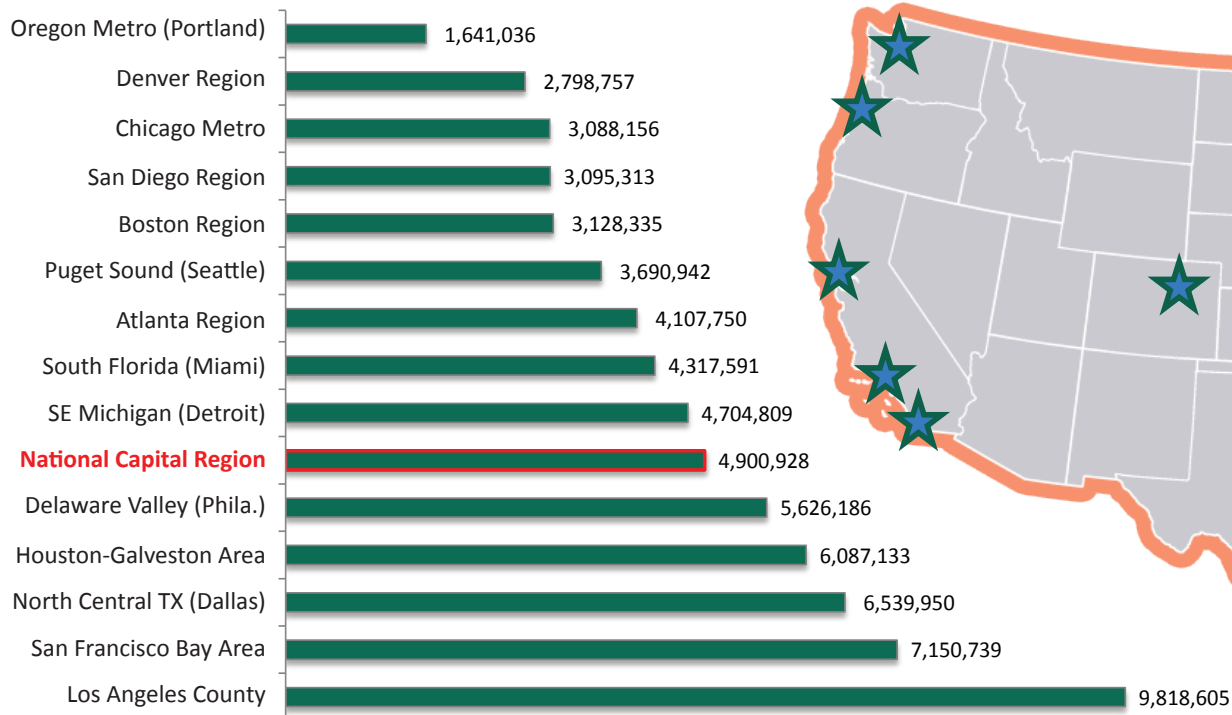 Oregon Metro (Portland) 1,641,036
Denver Region 2,798,757
Chicago Metro 3,088,156
San Diego Region 3,095,313
Boston Region 3,128,335
Puget Sound (Seattle) 3,690,942
Atlanta Region 4,107,750
South Florida (Miami) 4,317,591
SE Michigan (Detroit) 4,704,809
National Capital Region 4,900,928
Delaware Valley (Phila.) 5,626,186
Houston-Galveston Area 6,087,133
North Central TX (Dallas) 6,539,950
San Francisco Bay Area 7,150,739
Los Angeles County 9,818,605